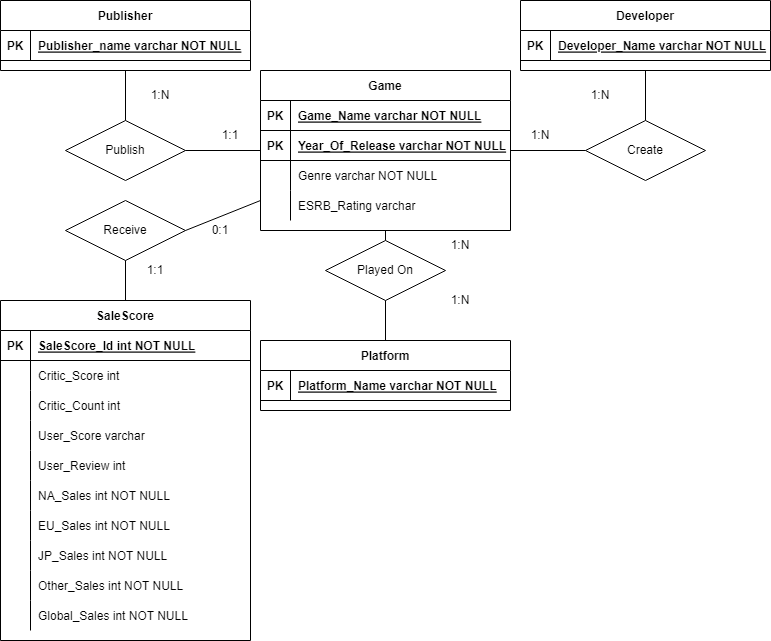 Publisher
PK Publisher_name varchar NOT NULL
Developer
PK Developer_Name varchar NOT NULL
Game
PK Game_Name varchar NOT NULL
PK Year_Of_Release varchar NOT NULL
Genre varchar NOT NULL
ESRB_Rating varchar
1:N
Publish
1:1
1:N
1:N
Create
Receive
0:1
1:1
1:N
Played On
1:N
SaleScore
PK SaleScore_Id int NOT NULL
Critic_Score int
Critic_Count int
User_Score varchar
User_Review int
NA_Sales int NOT NULL
EU_Sales int NOT NULL
JP_Sales int NOT NULL
Other_Sales int NOT NULL
Global_Sales int NOT NULL
Platform
PK Platform_Name varchar NOT NULL